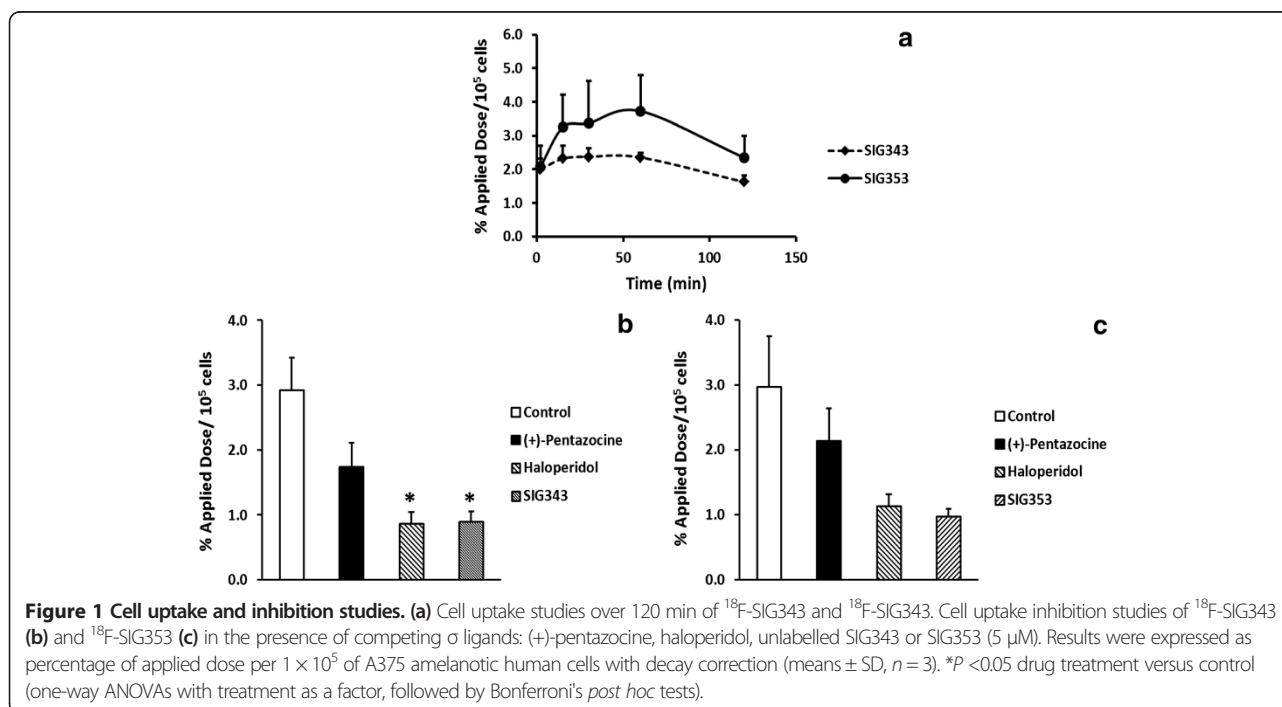 a
6.0
5.0
4.0
3.0
2.0
1.0
0.0
% Applied Dose/10⁵ cells
0 50 100 150
Time (min)
SIG343
SIG353
b
4.0
3.0
2.0
1.0
0.0
% Applied Dose/ 10⁵ cells
* *
Control
(+)-Pentazocine
Haloperidol
SIG343
c
4.0
3.0
2.0
1.0
0.0
% Applied Dose/10⁵ cells
Control
(+)-Pentazocine
Haloperidol
SIG353
Figure 1 Cell uptake and inhibition studies. (a) Cell uptake studies over 120 min of ¹⁸F-SIG343 and ¹⁸F-SIG343. Cell uptake inhibition studies of ¹⁸F-SIG343
(b) and ¹⁸F-SIG353 (c) in the presence of competing σ ligands: (+)-pentazocine, haloperidol, unlabelled SIG343 or SIG353 (5 μM). Results were expressed as
percentage of applied dose per 1 × 10⁵ of A375 amelanotic human cells with decay correction (means ± SD, n = 3). *P <0.05 drug treatment versus control
(one-way ANOVAs with treatment as a factor, followed by Bonferroni's post hoc tests).